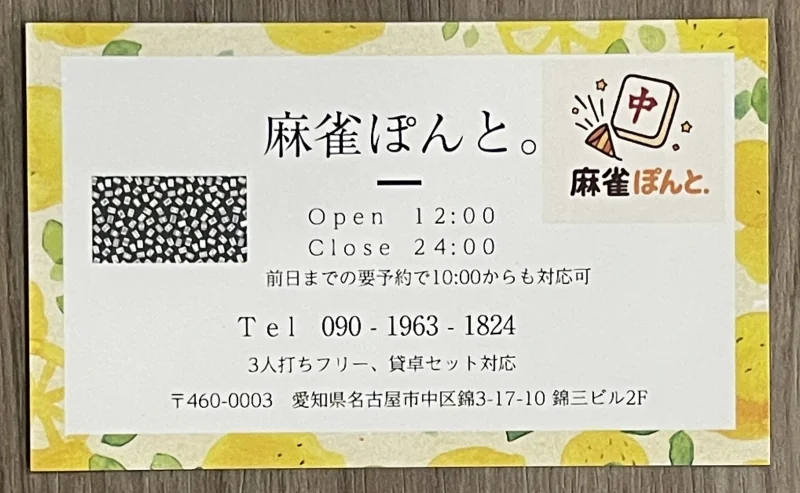 麻雀ぽんと。
中
麻雀ぽんと.
Open 12:00
Close 24:00
前日までの要予約で10:00からも対応可
Tel 090 - 1963 - 1824
3人打ちフリー、貸卓セット対応
〒460-0003 愛知県名古屋市中区錦3-17-10 錦三ビル2F